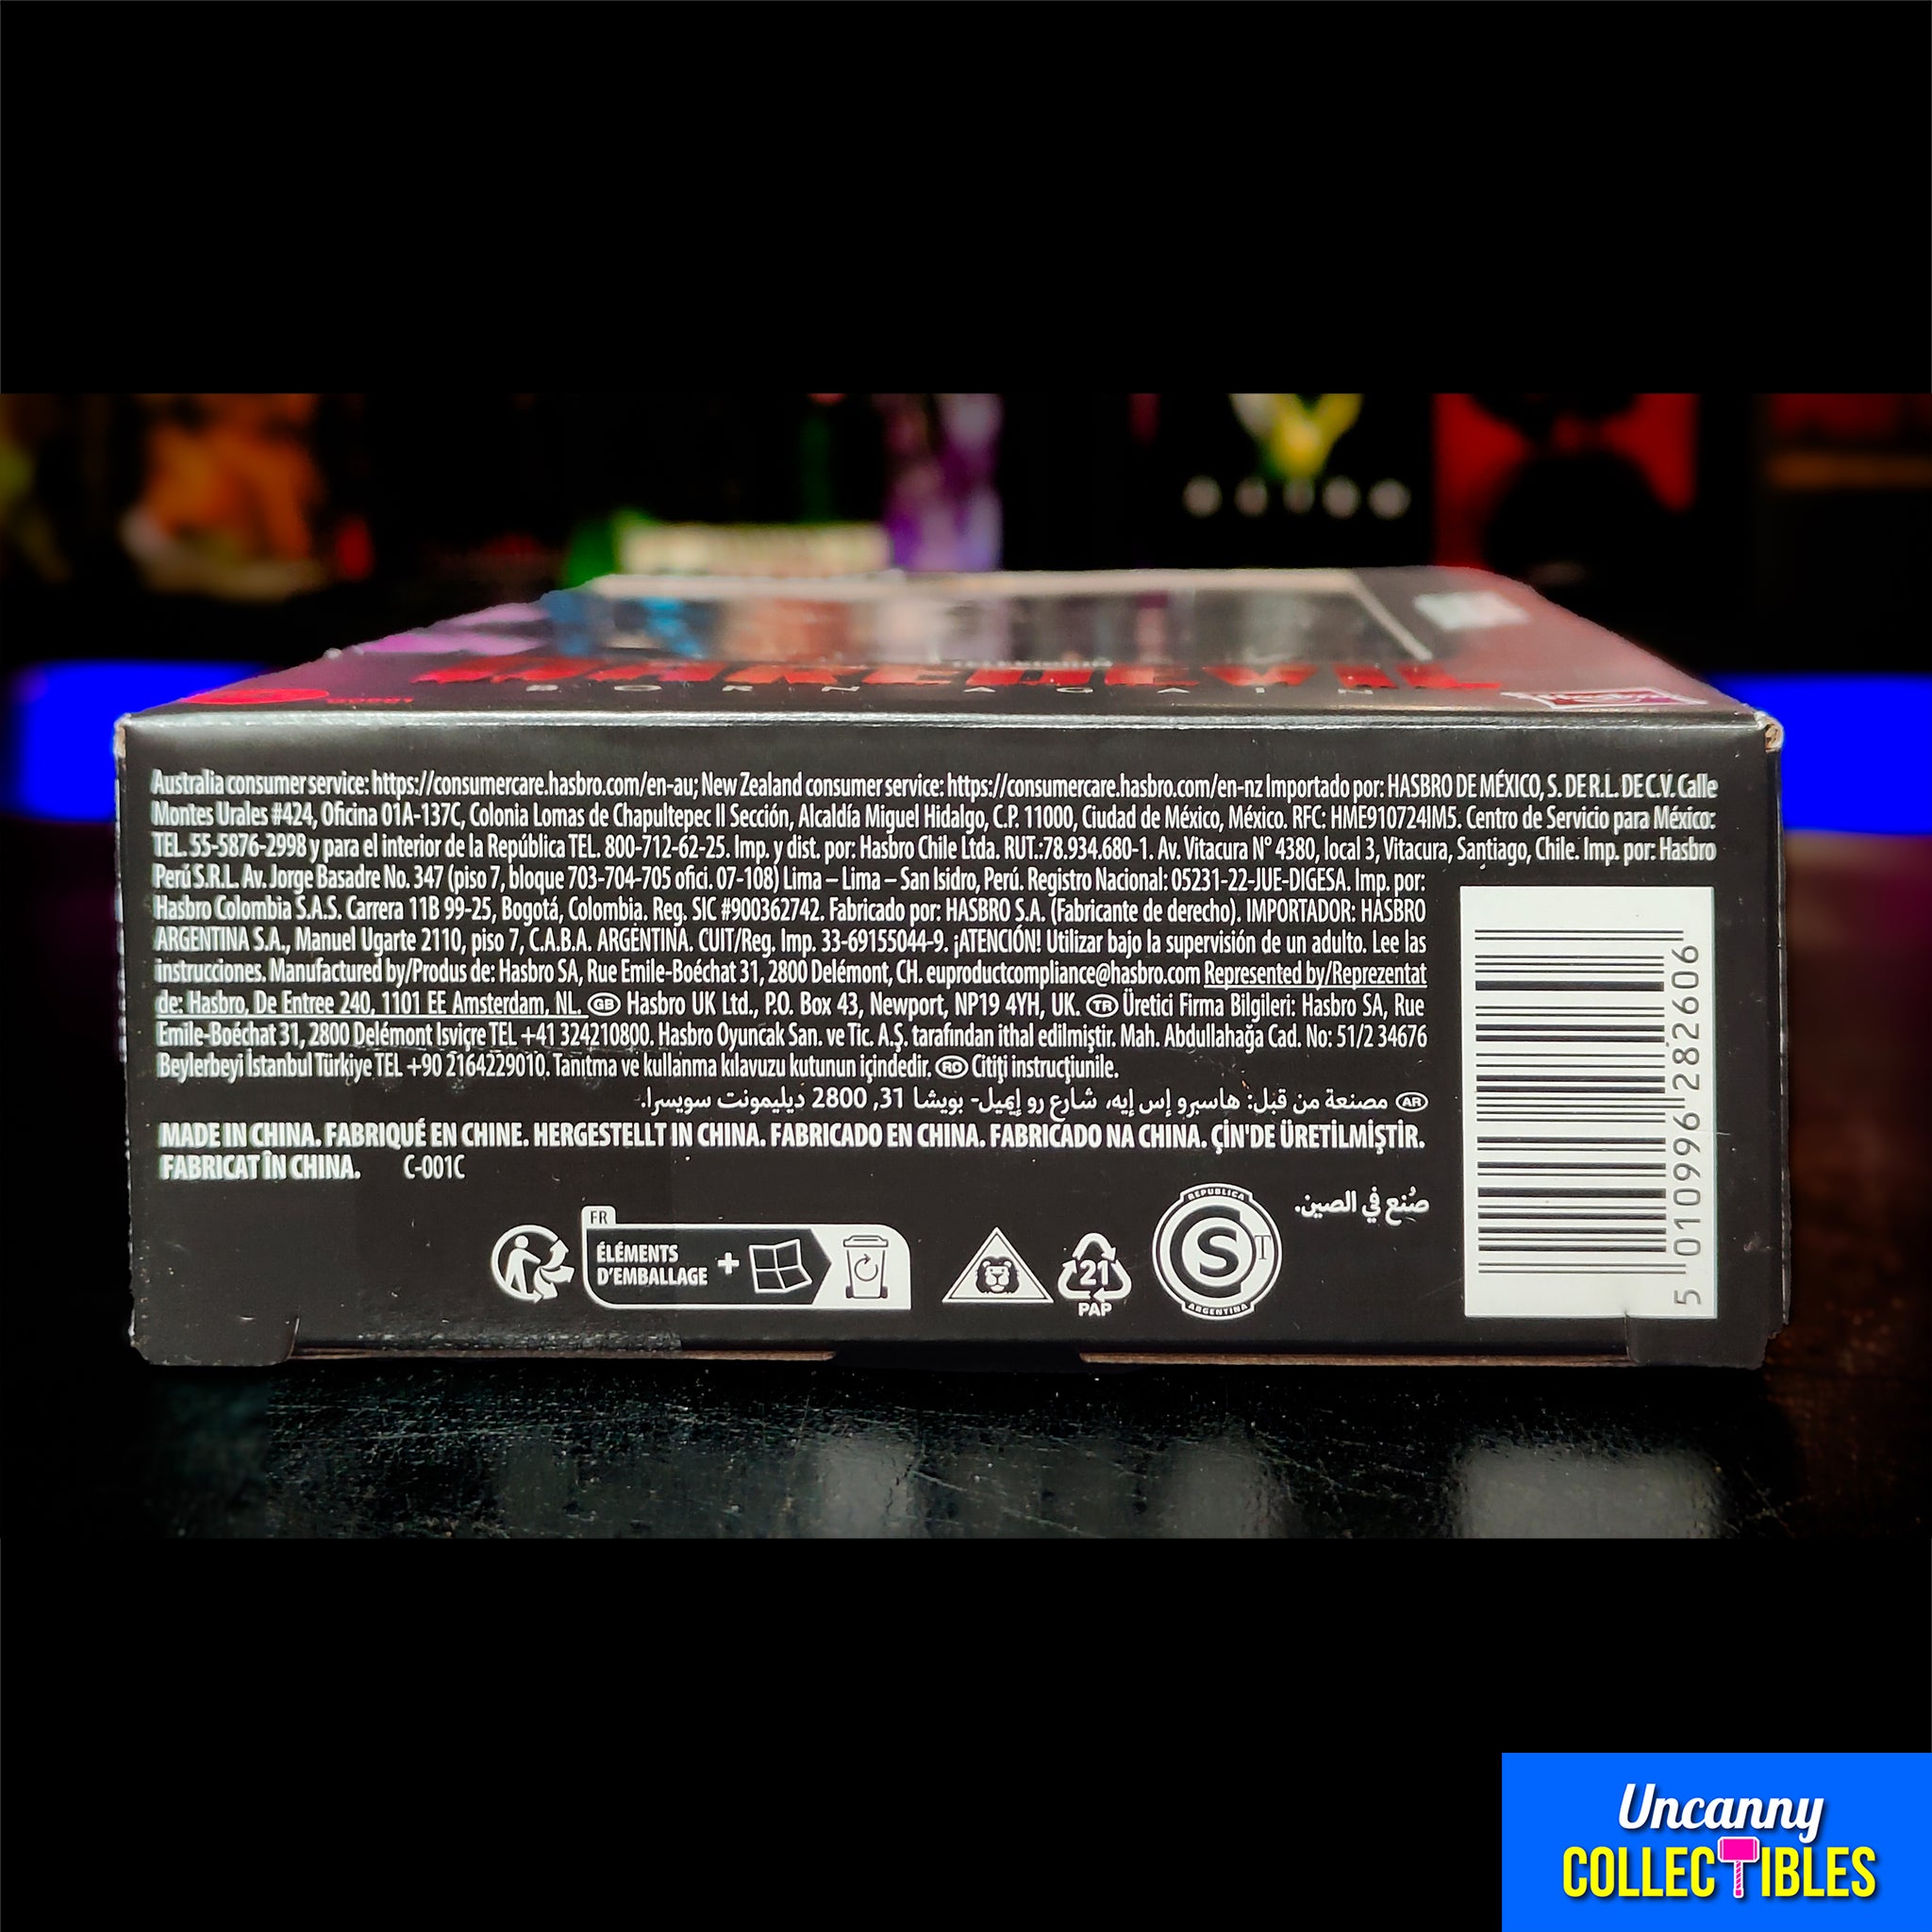 DAREDEVIL
BORN AGAIN
Australia consumer service: https://consumercare.hasbro.com/en-au; New Zealand consumer service: https://consumercare.hasbro.com/en-nz Importado por: HASBRO DE MÉXICO, S. DE R.L. DE C.V. Calle
Montes Urales #424, Oficina 01A-137C, Colonia Lomas de Chapultepec II Sección, Alcaldía Miguel Hidalgo, C.P. 11000, Ciudad de México, México. RFC: HME910724IM5. Centro de Servicio para México:
TEL. 55-5876-2998 y para el interior de la República TEL. 800-712-62-25. Imp. y dist. por: Hasbro Chile Ltda. RUT.:78.934.680-1. Av. Vitacura N° 4380, local 3, Vitacura, Santiago, Chile. Imp. por: Hasbro
Perú S.R.L. Av. Jorge Basadre No. 347 (piso 7, bloque 703-704-705 ofici. 07-108) Lima – Lima – San Isidro, Perú. Registro Nacional: 05231-22-JUE-DIGESA. Imp. por:
Hasbro Colombia S.A.S. Carrera 11B 99-25, Bogotá, Colombia. Reg. SIC #900362742. Fabricado por: HASBRO S.A. (Fabricante de derecho). IMPORTADOR: HASBRO
ARGENTINA S.A., Manuel Ugarte 2110, piso 7, C.A.B.A. ARGENTINA. CUIT/Reg. Imp. 33-69155044-9. ¡ATENCIÓN! Utilizar bajo la supervisión de un adulto. Lee las
instrucciones. Manufactured by/Produs de: Hasbro SA, Rue Emile-Boéchat 31, 2800 Delémont, CH. euproductcompliance@hasbro.com Represented by/Reprezentat
de: Hasbro, De Entree 240, 1101 EE Amsterdam, NL. GB Hasbro UK Ltd., P.O. Box 43, Newport, NP19 4YH, UK. TR Üretici Firma Bilgileri: Hasbro SA, Rue
Emile-Boéchat 31, 2800 Delémont Isviçre TEL +41 324210800. Hasbro Oyuncak San. ve Tic. A.Ş. tarafından ithal edilmiştir. Mah. Abdullahağa Cad. No: 51/2 34676
Beylerbeyi İstanbul Türkiye TEL +90 2164229010. Tanıtma ve kullanma kılavuzu kutunun içindedir. RO Citiţi instrucţiunile.
AR مصنعة من قبل: هاسبرو إس إيه، شارع رو إيميل- بويشا 31, 2800 ديليمونت سويسرا.
MADE IN CHINA. FABRIQUÉ EN CHINE. HERGESTELLT IN CHINA. FABRICADO EN CHINA. FABRICADO NA CHINA. ÇİN'DE ÜRETİLMİŞTİR.
FABRICAT ÎN CHINA. C-001C
صُنع في الصين.
FR
ÉLÉMENTS
D'EMBALLAGE
+
21
PAP
REPUBLICA
S T
ARGENTINA
5 010996 282606
Uncanny
COLLECTIBLES